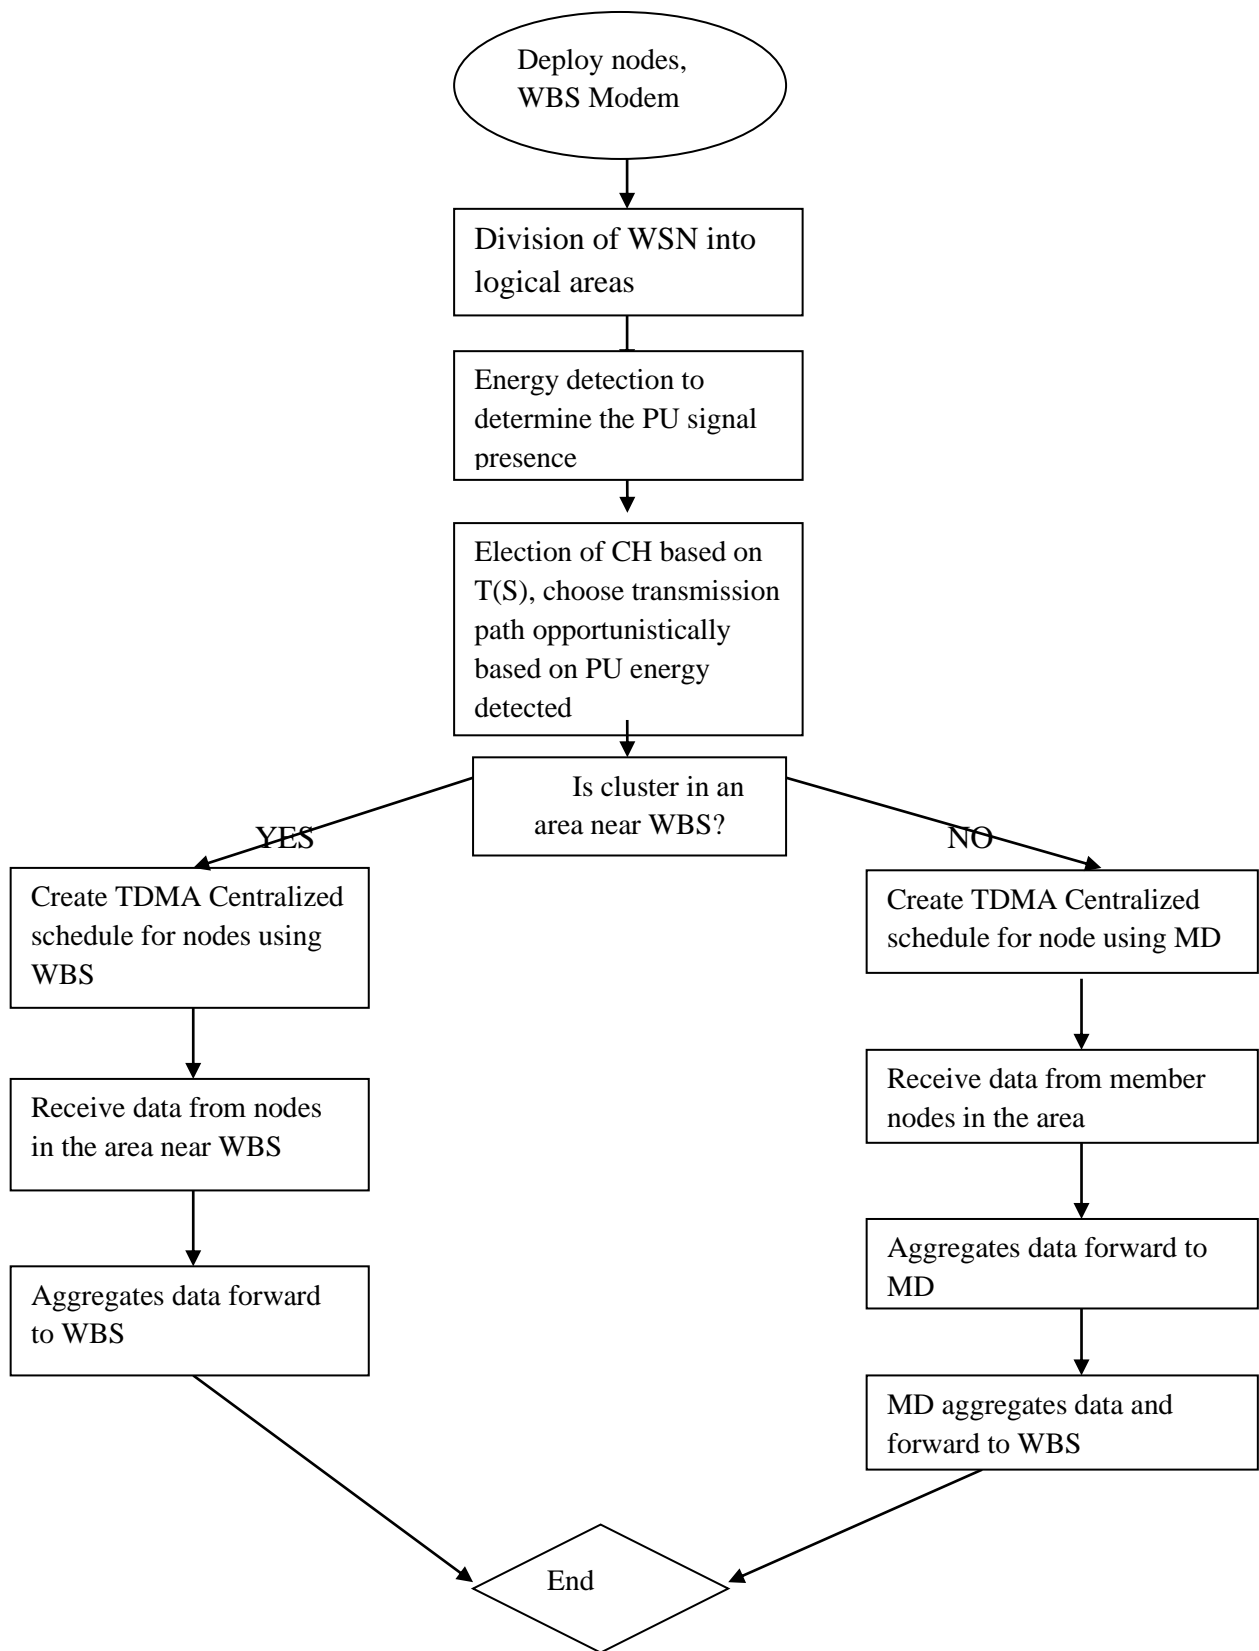 Deploy nodes,
WBS Modem
Division of WSN into
logical areas
Energy detection to
determine the PU signal
presence
Election of CH based on
T(S), choose transmission
path opportunistically
based on PU energy
detected
Is cluster in an
area near WBS?
YES
NO
Create TDMA Centralized
schedule for nodes using
WBS
Create TDMA Centralized
schedule for node using MD
Receive data from nodes
in the area near WBS
Receive data from member
nodes in the area
Aggregates data forward
to WBS
Aggregates data forward to
MD
MD aggregates data and
forward to WBS
End